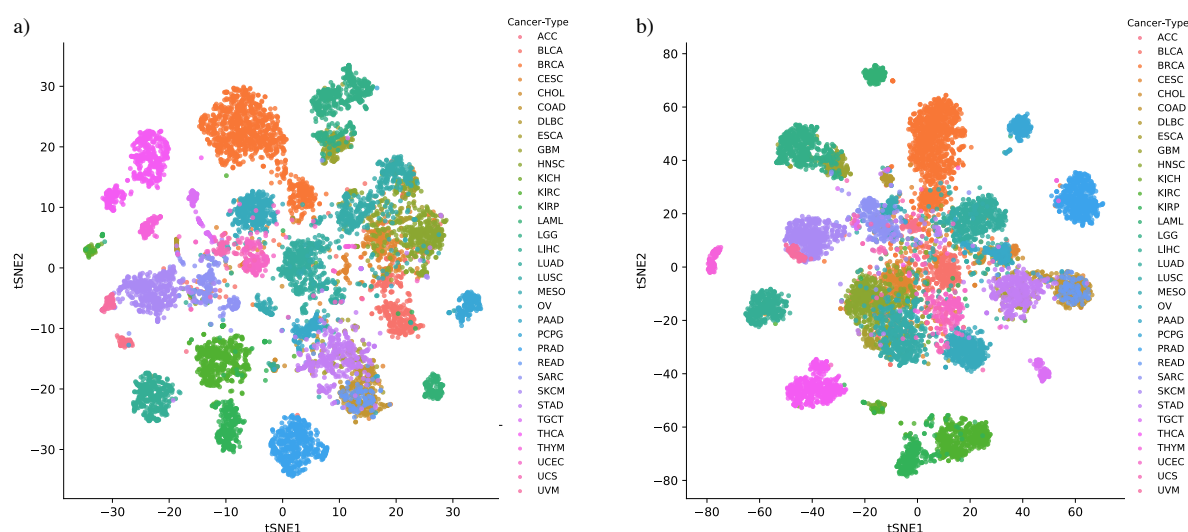 a)
Cancer-Type
ACC
BLCA
BRCA
CESC
CHOL
COAD
DLBC
ESCA
GBM
HNSC
KICH
KIRC
KIRP
LAML
LGG
LIHC
LUAD
LUSC
MESO
OV
PAAD
PCPG
PRAD
READ
SARC
SKCM
STAD
TGCT
THCA
THYM
UCEC
UCS
UVM
tSNE2
30
20
10
0
−10
−20
−30
−30 −20 −10 0 10 20 30
tSNE1
b)
Cancer-Type
ACC
BLCA
BRCA
CESC
CHOL
COAD
DLBC
ESCA
GBM
HNSC
KICH
KIRC
KIRP
LAML
LGG
LIHC
LUAD
LUSC
MESO
OV
PAAD
PCPG
PRAD
READ
SARC
SKCM
STAD
TGCT
THCA
THYM
UCEC
UCS
UVM
tSNE2
80
60
40
20
0
−20
−40
−60
−80
−80 −60 −40 −20 0 20 40 60
tSNE1